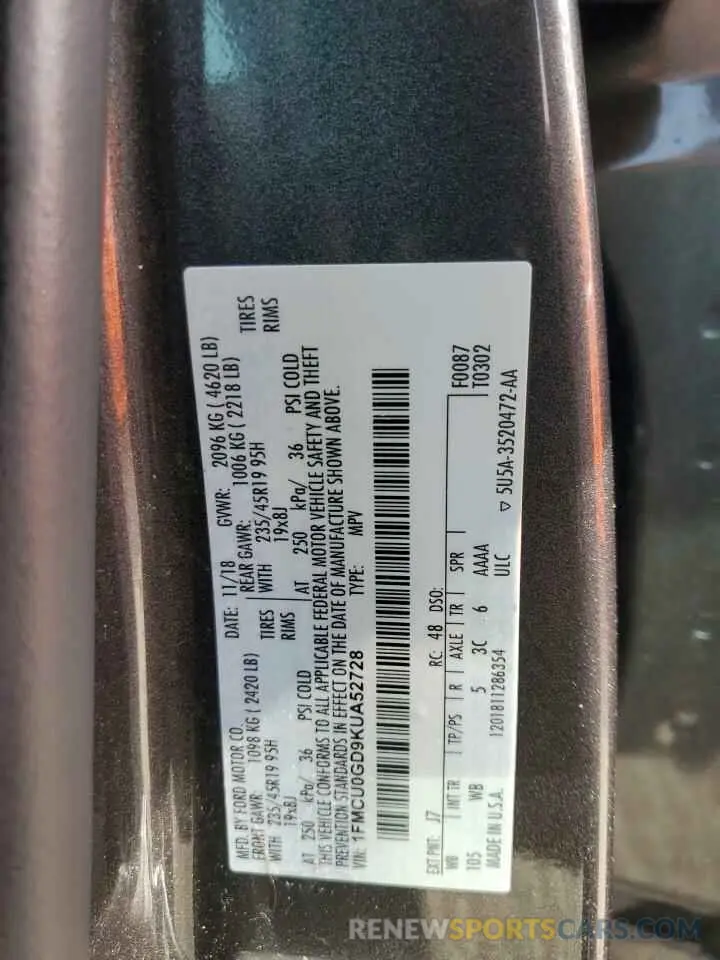 MFD. BY FORD MOTOR CO.
DATE: 11/18 GVWR: 2096 KG ( 4620 LB)
FRONT GAWR: 1098 KG ( 2420 LB) REAR GAWR: 1006 KG ( 2218 LB)
WITH 235/45R19 95H TIRES WITH 235/45R19 95H TIRES
19x8J RIMS 19x8J RIMS
AT 250 kPa/ 36 PSI COLD AT 250 kPa/ 36 PSI COLD
THIS VEHICLE CONFORMS TO ALL APPLICABLE FEDERAL MOTOR VEHICLE SAFETY AND THEFT
PREVENTION STANDARDS IN EFFECT ON THE DATE OF MANUFACTURE SHOWN ABOVE.
VIN: 1FMCU0GD9KUA52728 TYPE: MPV
EXT PNT: J7 RC: 48 DSO: F0087
WB INT TR TP/PS R AXLE TR SPR T0302
105 WB 5 3C 6 AAAA
MADE IN U.S.A. 1201811286354 ULC ▽ 5U5A-3520472-AA
RENEWSPORTSCARS.COM